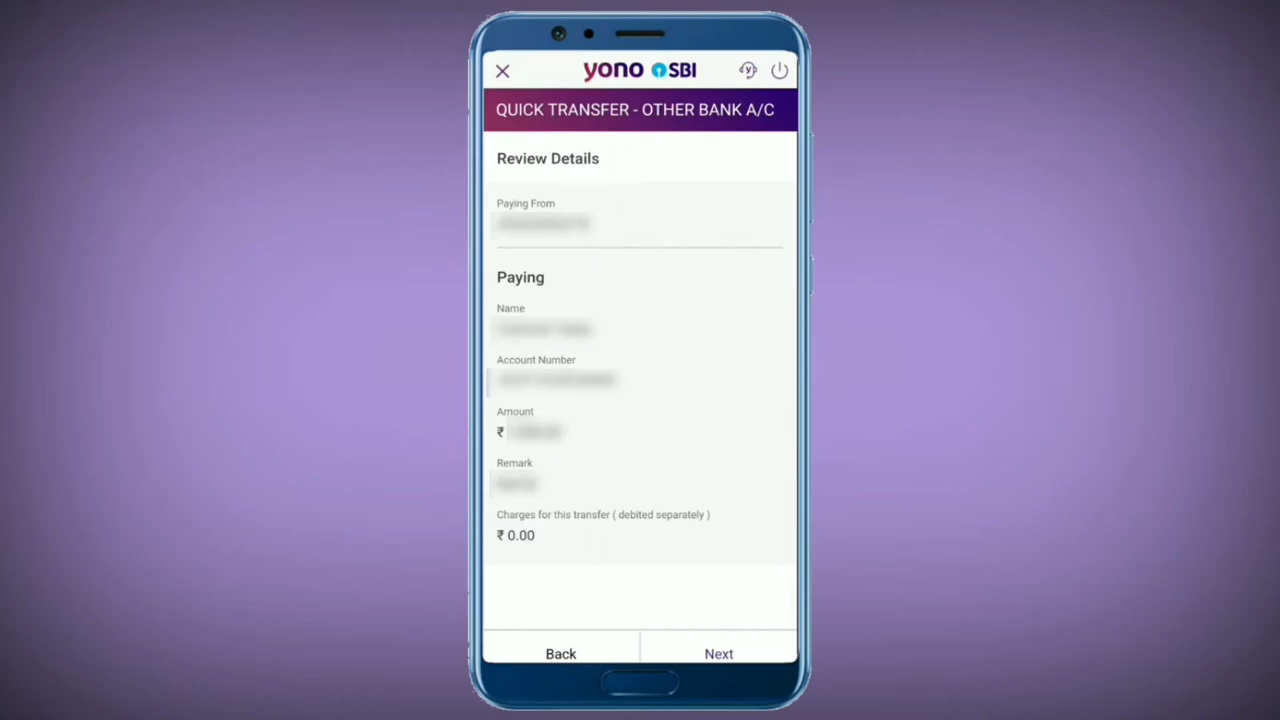 yono SBI
QUICK TRANSFER - OTHER BANK A/C
Review Details
Paying From
Paying
Name
Account Number
Amount
₹
Remark
Charges for this transfer ( debited separately )
₹ 0.00
Back
Next